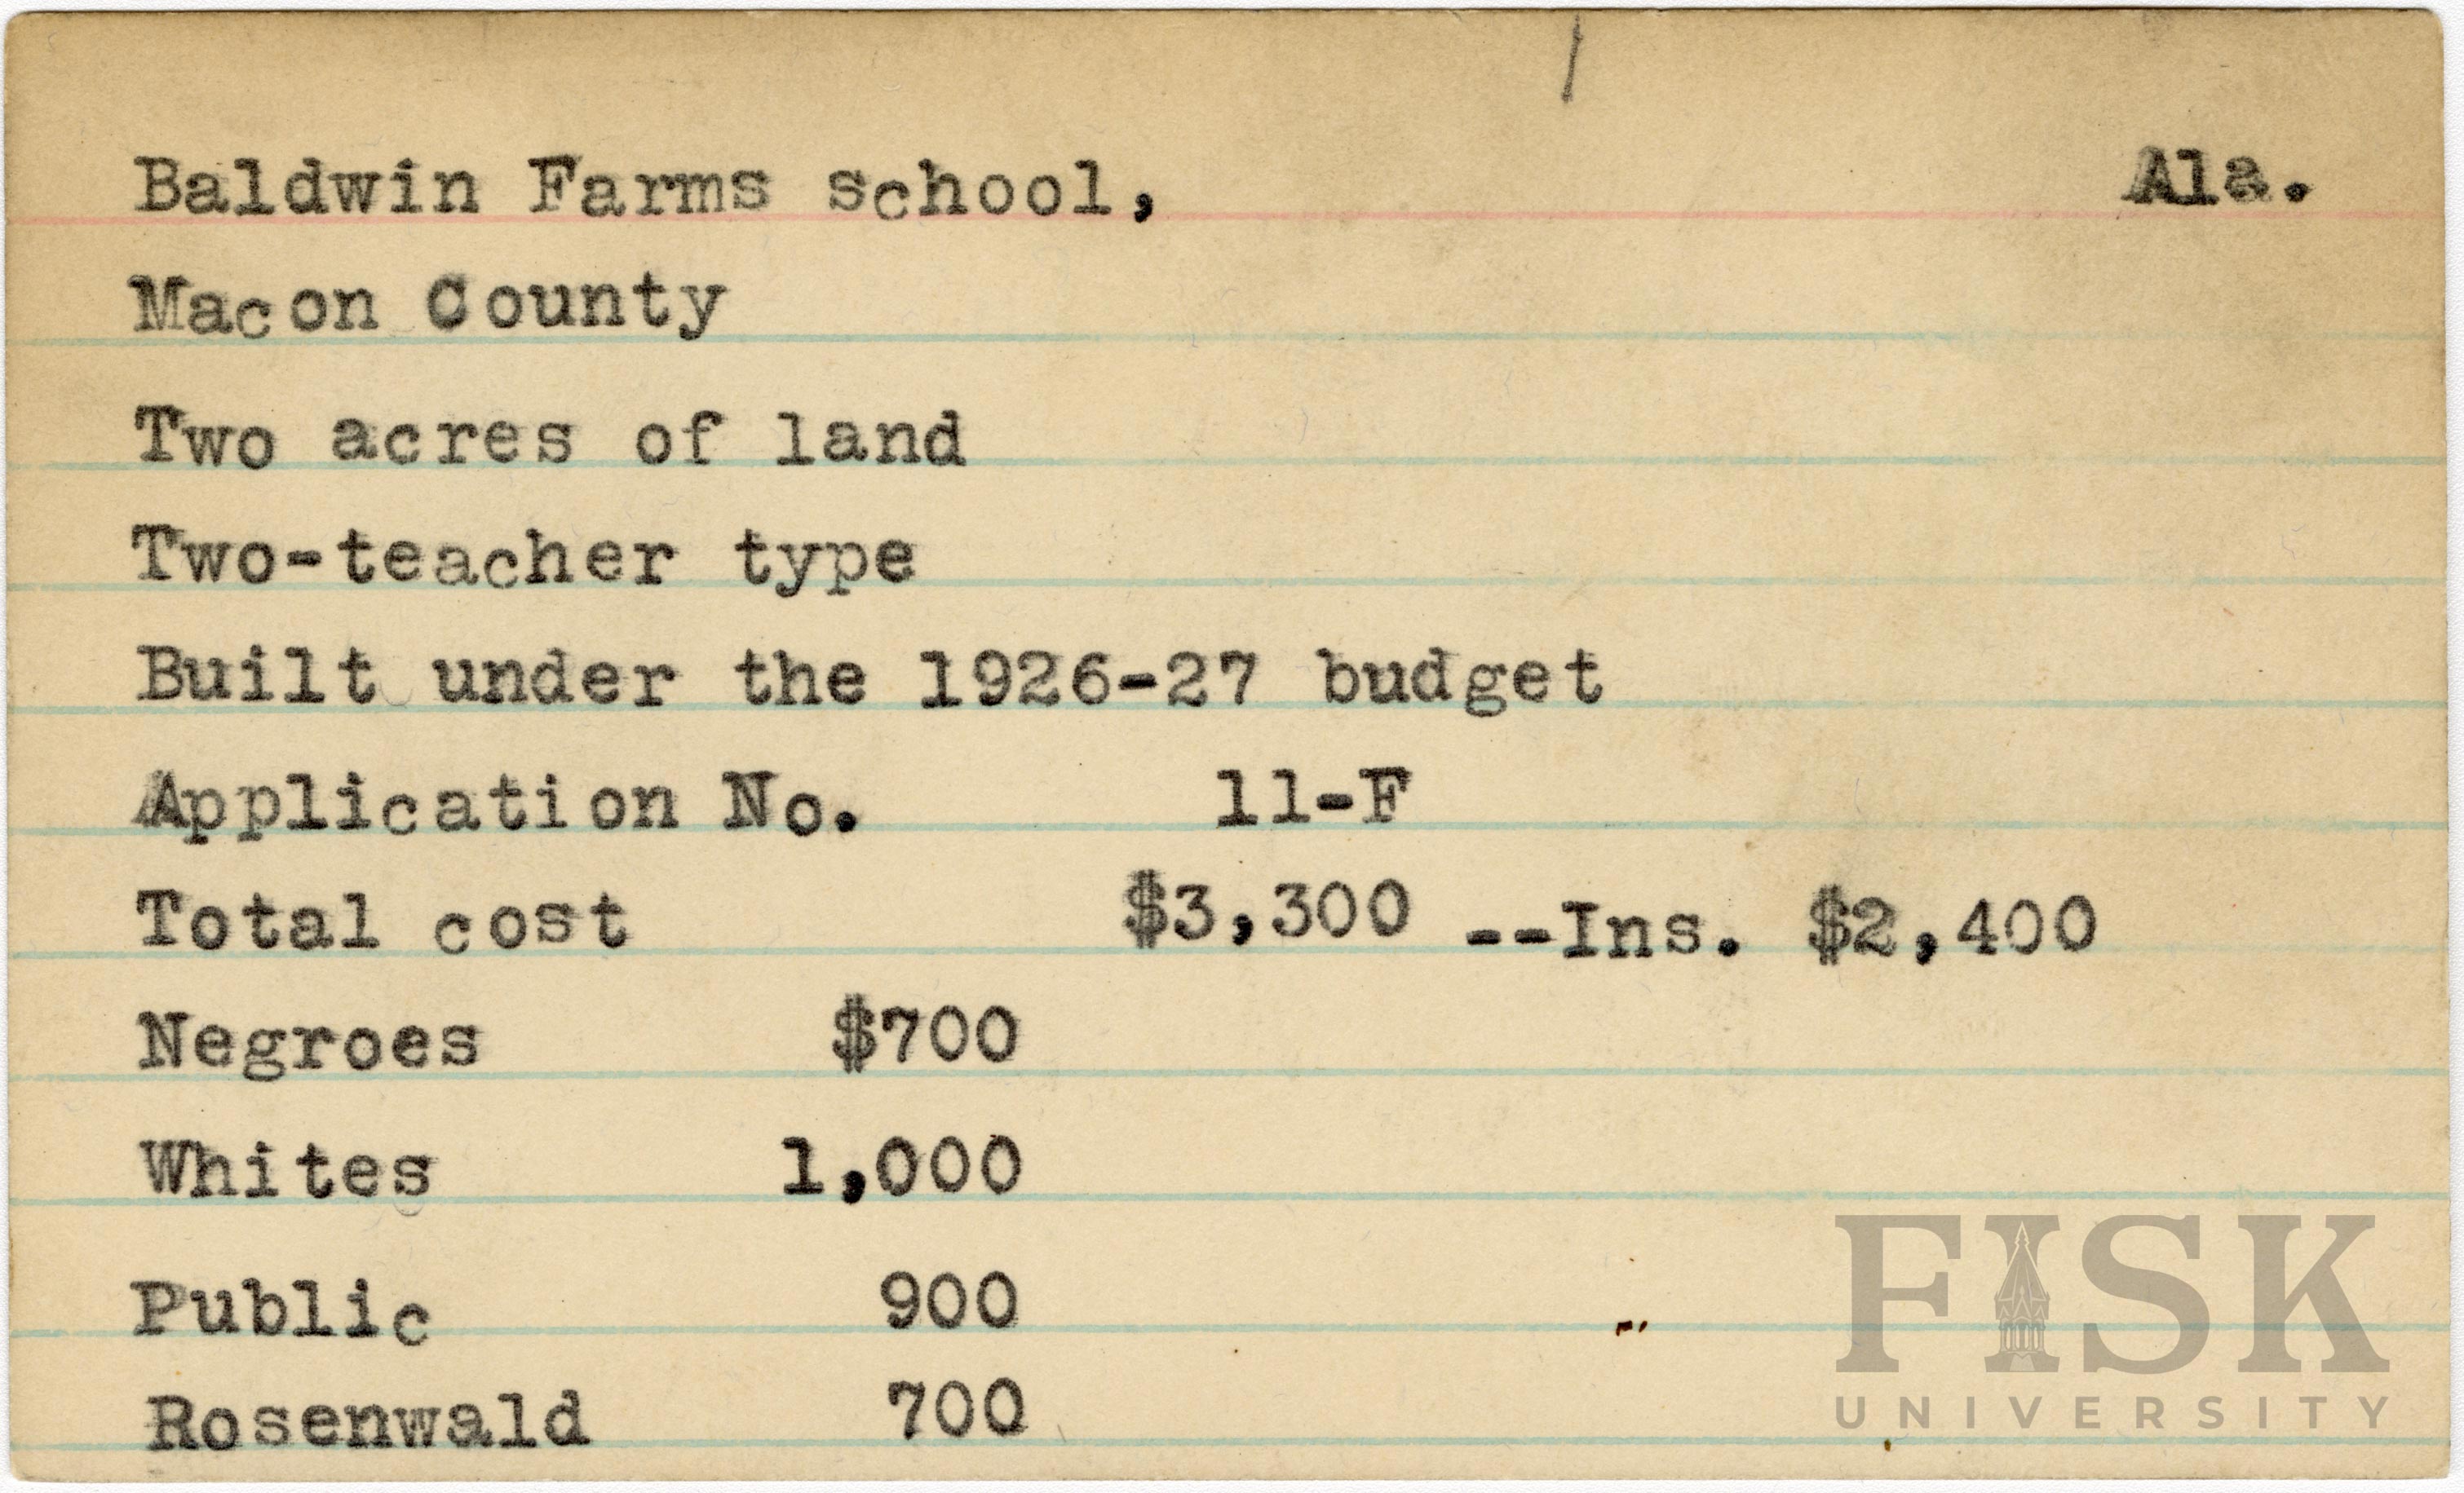 Baldwin Farms school, Ala.
Macon County
Two acres of land
Two-teacher type
Built under the 1926-27 budget
Application No. 11-F
Total cost $3,300 --Ins. $2,400
Negroes $700
Whites 1,000
Public 900
Rosenwald 700
FISK
UNIVERSITY